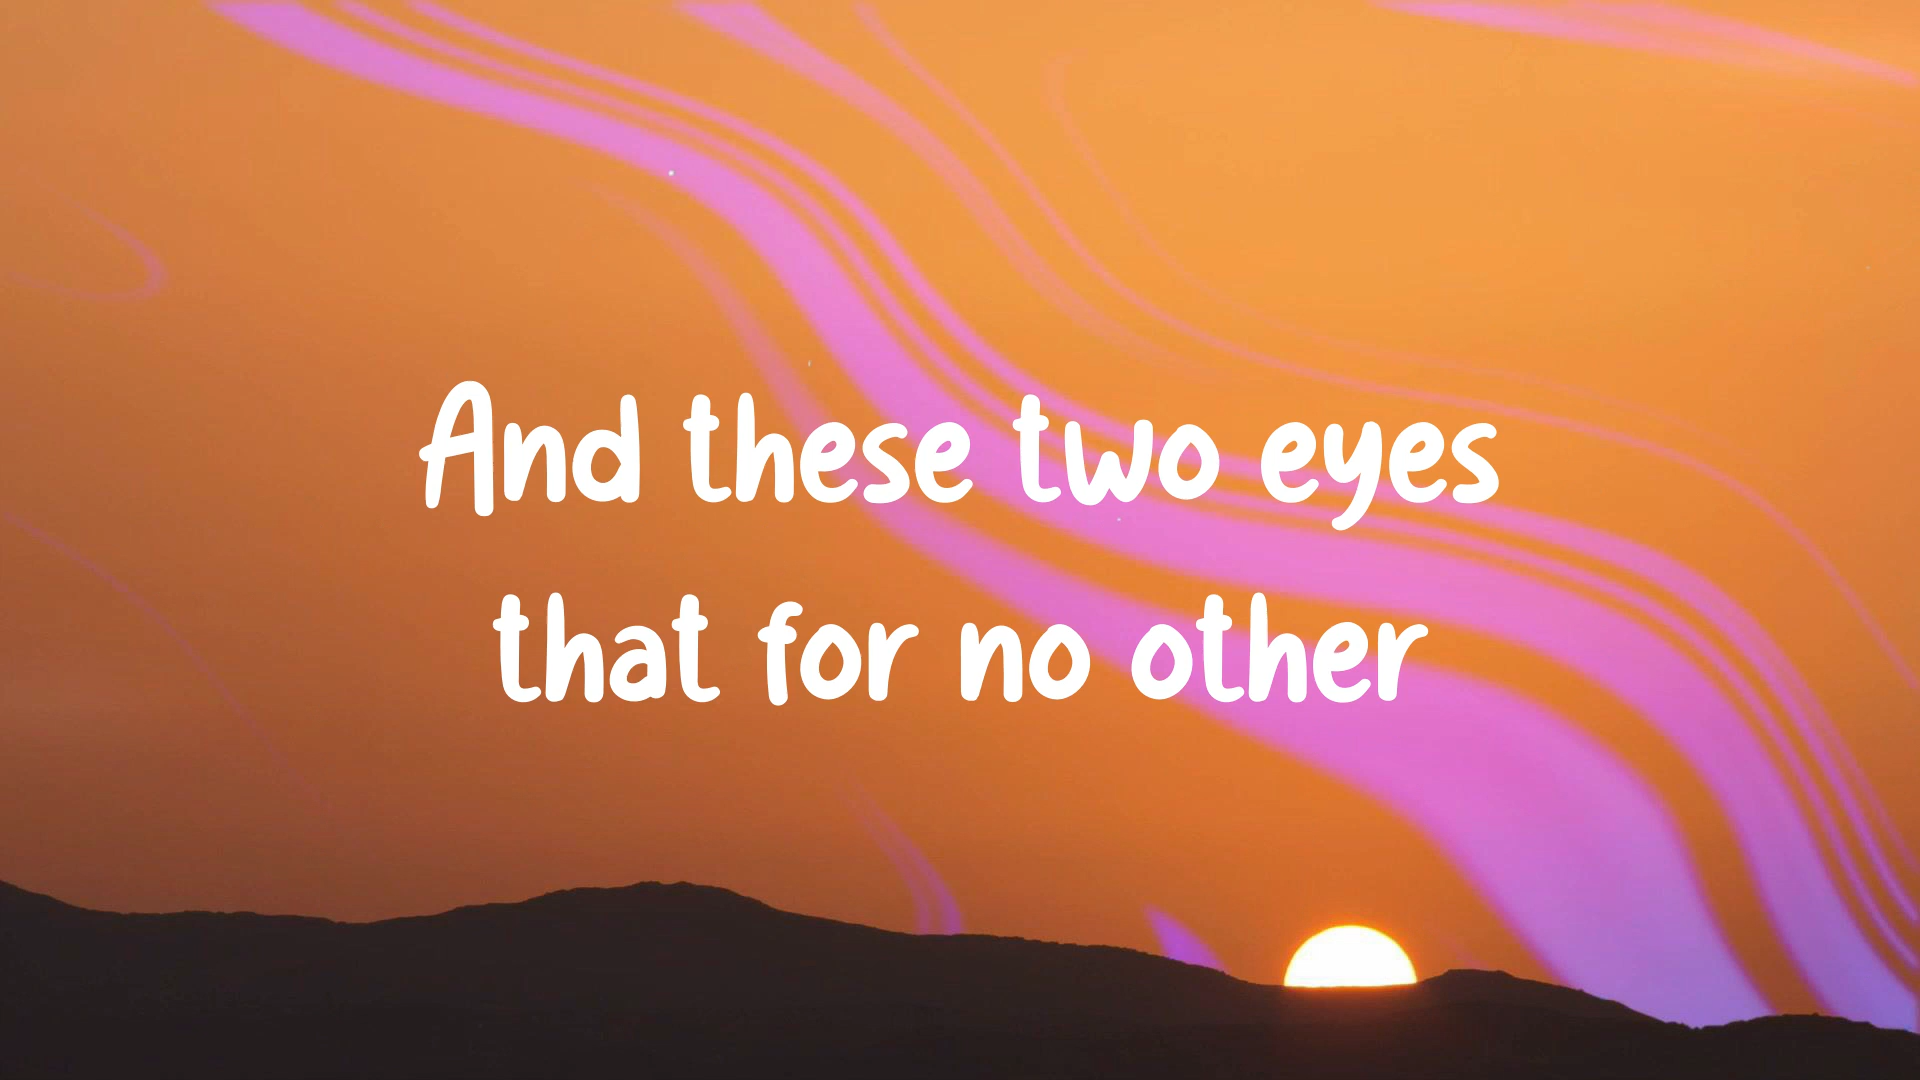 And these two eyes
that for no other